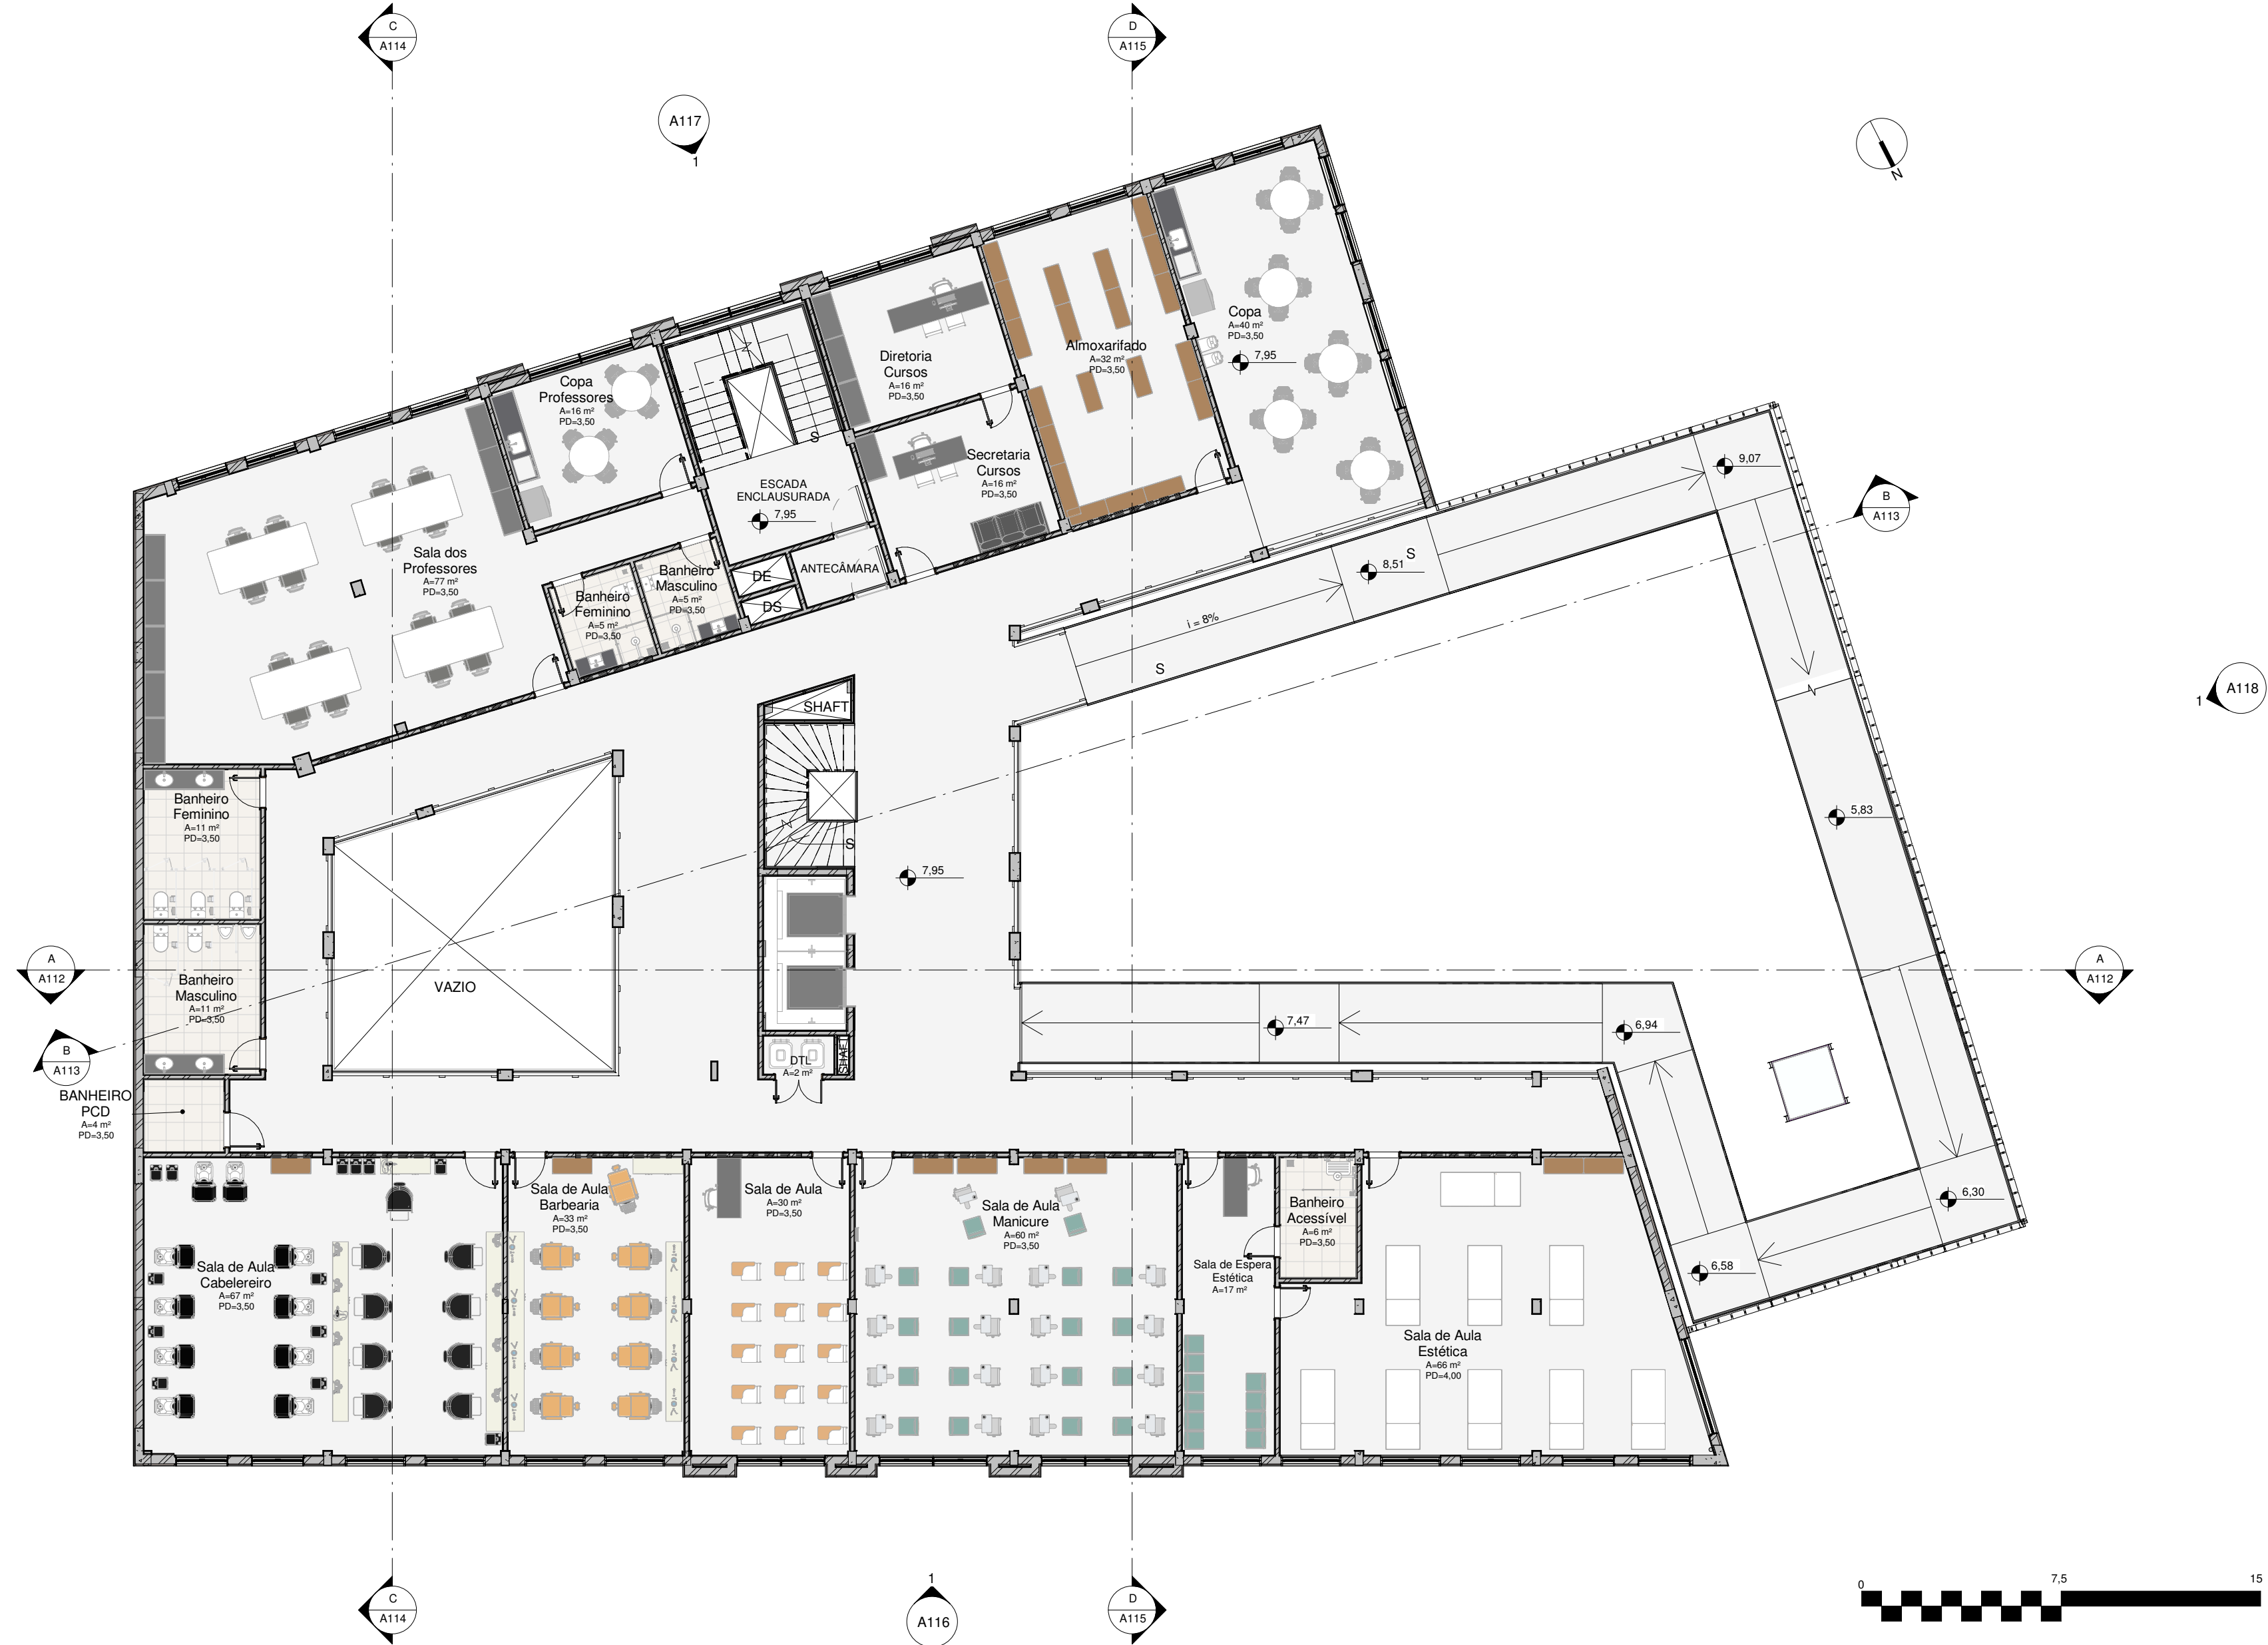 C
A114
D
A115
A117
1
N
Copa
A=40 m²
PD=3,50
7,95
Almoxarifado
A=32 m²
PD=3,50
Diretoria
Cursos
A=16 m²
PD=3,50
Copa
Professores
A=16 m²
PD=3,50
S
Secretaria
Cursos
A=16 m²
PD=3,50
ESCADA
ENCLAUSURADA
7,95
9,07
B
A113
Sala dos
Professores
A=77 m²
PD=3,50
8,51
S
ANTECÂMARA
DE
DS
Banheiro
Masculino
A=5 m²
PD=3,50
Banheiro
Feminino
A=5 m²
PD=3,50
i = 8%
S
A118
1
SHAFT
Banheiro
Feminino
A=11 m²
PD=3,50
5,83
S
7,95
A
A112
VAZIO
Banheiro
Masculino
A=11 m²
PD=3,50
A
A112
7,47
6,94
B
A113
DTL
A=2 m²
SHAFT
BANHEIRO
PCD
A=4 m²
PD=3,50
Sala de Aula
Barbearia
A=33 m²
PD=3,50
Sala de Aula
A=30 m²
PD=3,50
Sala de Aula
Manicure
A=60 m²
PD=3,50
Banheiro
Acessível
A=6 m²
PD=3,50
6,30
Sala de Aula
Cabelereiro
A=67 m²
PD=3,50
Sala de Espera
Estética
A=17 m²
6,58
Sala de Aula
Estética
A=66 m²
PD=4,00
C
A114
1
A116
D
A115
0
7,5
15